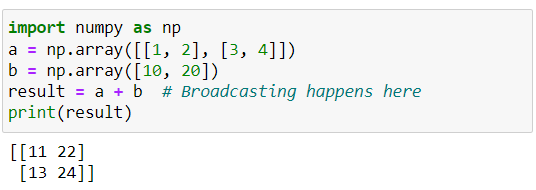 import numpy as np
a = np.array([[1, 2], [3, 4]])
b = np.array([10, 20])
result = a + b  # Broadcasting happens here
print(result)
[[11 22]
 [13 24]]